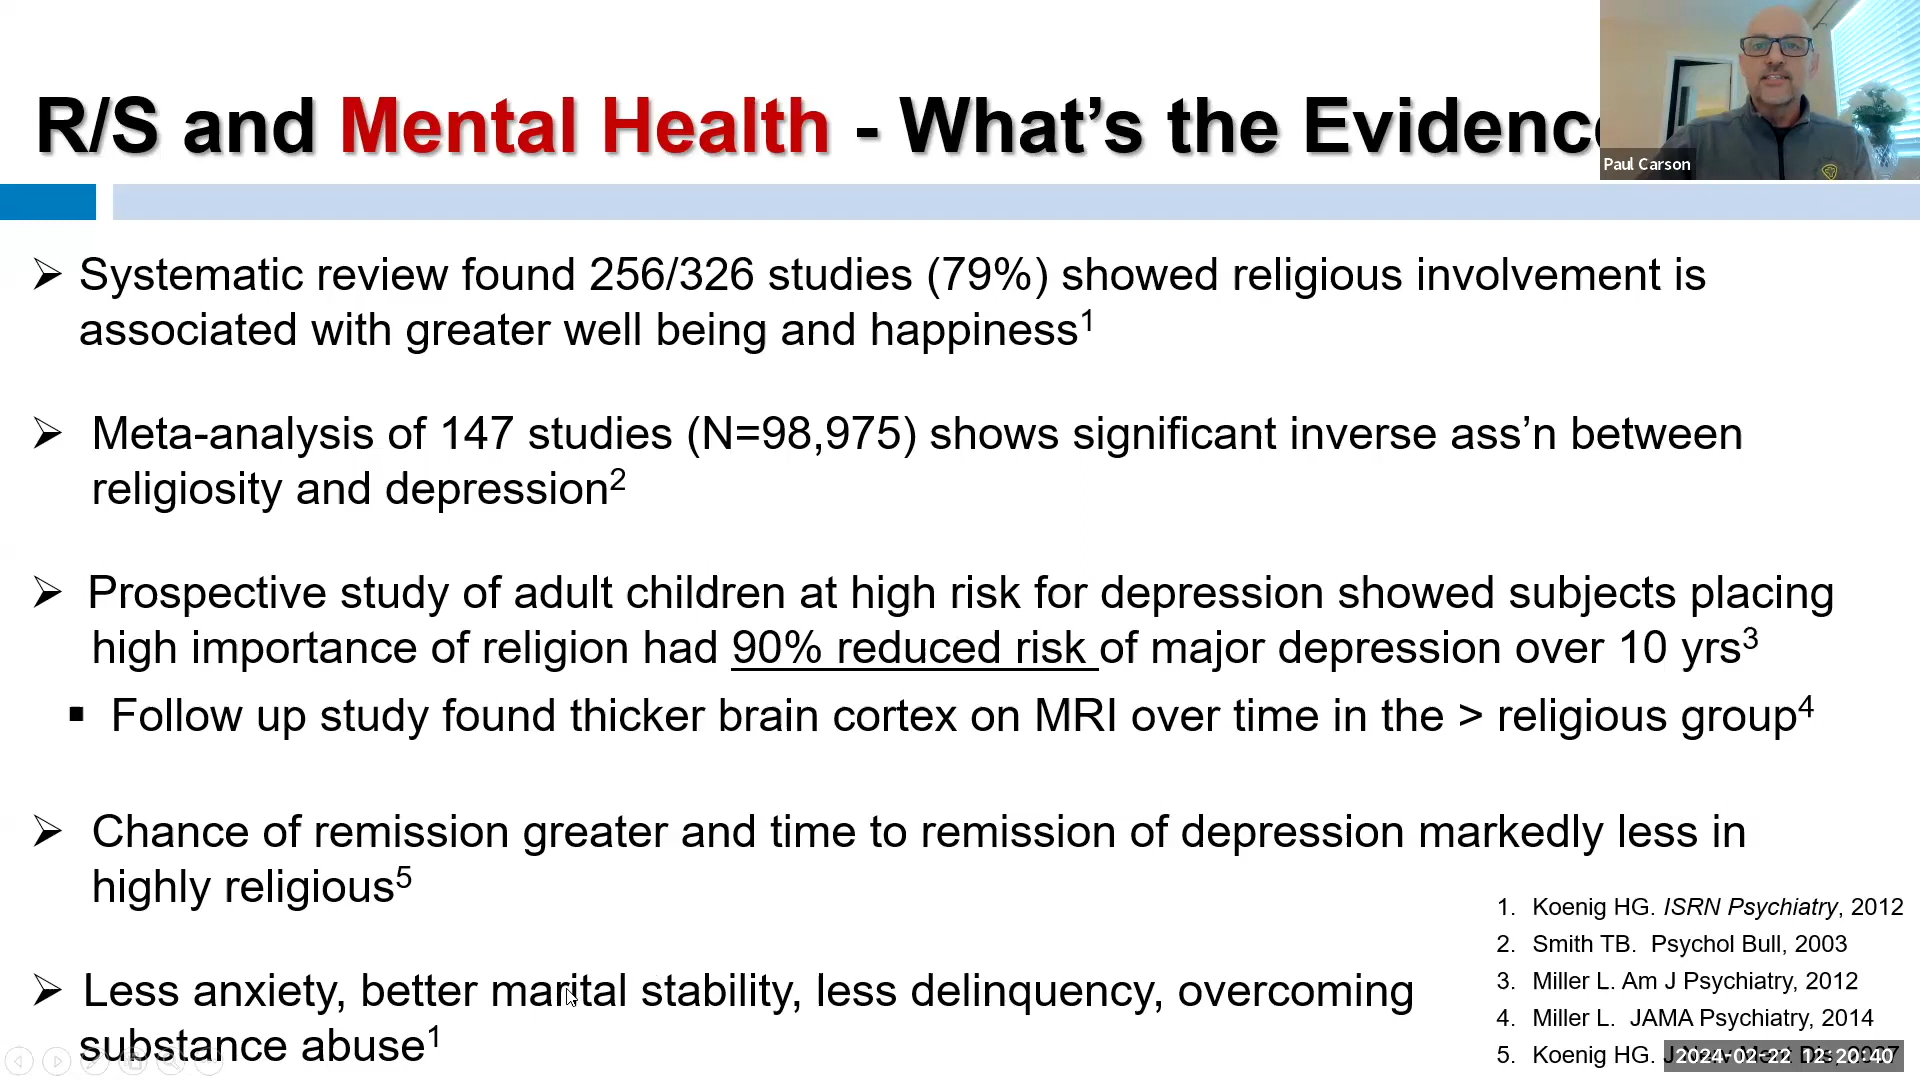 R/S and Mental Health - What’s the Evidenc
Paul Carson
➢ Systematic review found 256/326 studies (79%) showed religious involvement is
associated with greater well being and happiness1
➢ Meta-analysis of 147 studies (N=98,975) shows significant inverse ass’n between
religiosity and depression2
➢ Prospective study of adult children at high risk for depression showed subjects placing
high importance of religion had 90% reduced risk of major depression over 10 yrs3
▪ Follow up study found thicker brain cortex on MRI over time in the > religious group4
➢ Chance of remission greater and time to remission of depression markedly less in
highly religious5
➢ Less anxiety, better marital stability, less delinquency, overcoming
substance abuse1
1. Koenig HG. ISRN Psychiatry, 2012
2. Smith TB. Psychol Bull, 2003
3. Miller L. Am J Psychiatry, 2012
4. Miller L. JAMA Psychiatry, 2014
5. Koenig HG.
2024-02-22 12:20:40